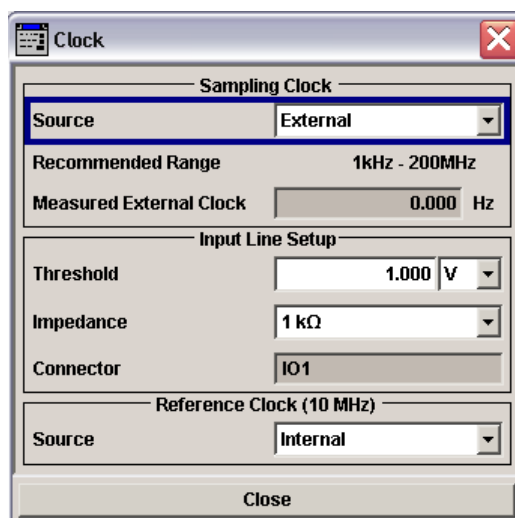 Clock
Sampling Clock
Source External
Recommended Range 1kHz - 200MHz
Measured External Clock 0.000 Hz
Input Line Setup
Threshold 1.000 V
Impedance 1 kΩ
Connector IO1
Reference Clock (10 MHz)
Source Internal
Close